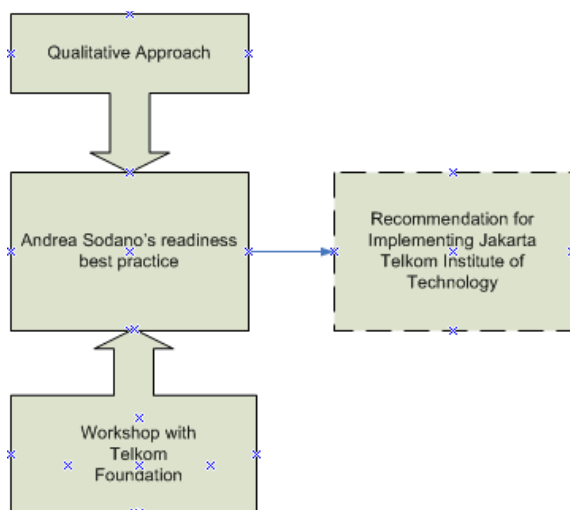 Qualitative Approach
Andrea Sodano's readiness
best practice
Recommendation for
Implementing Jakarta
Telkom Institute of
Technology
Workshop with
Telkom
Foundation